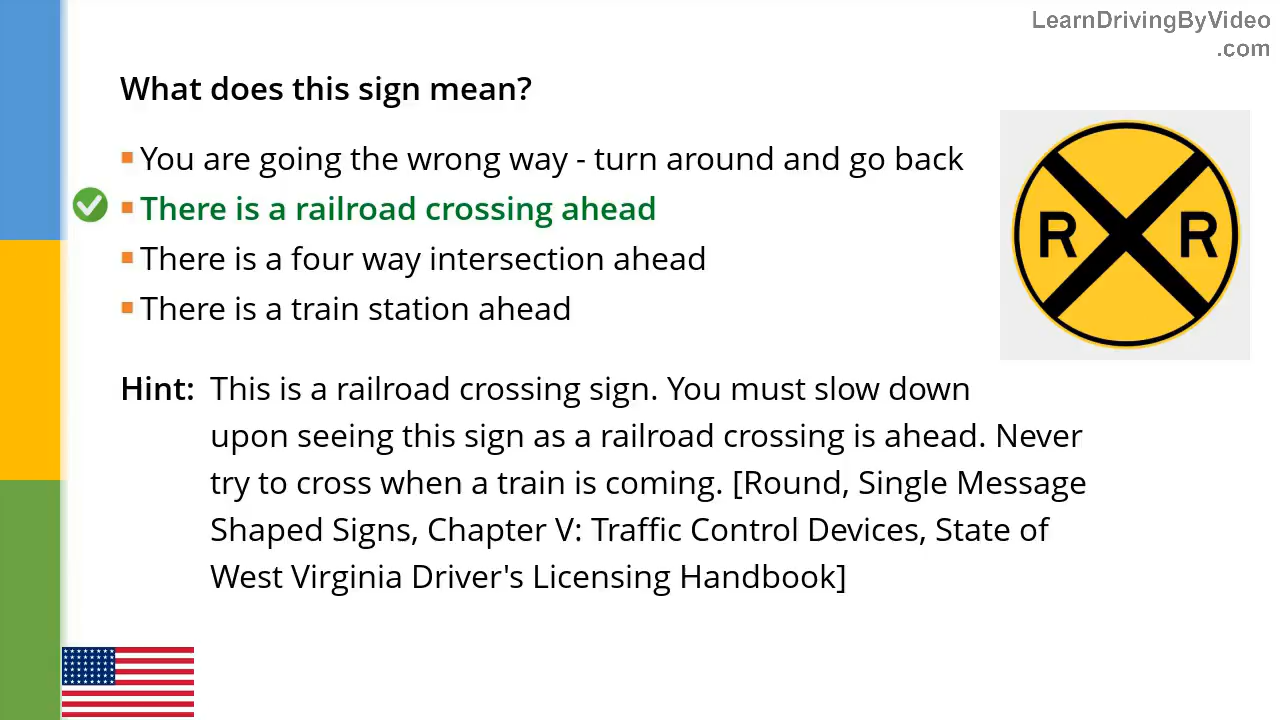 LearnDrivingByVideo
.com
What does this sign mean?
You are going the wrong way - turn around and go back
There is a railroad crossing ahead
There is a four way intersection ahead
There is a train station ahead
R R
Hint: This is a railroad crossing sign. You must slow down
upon seeing this sign as a railroad crossing is ahead. Never
try to cross when a train is coming. [Round, Single Message
Shaped Signs, Chapter V: Traffic Control Devices, State of
West Virginia Driver's Licensing Handbook]